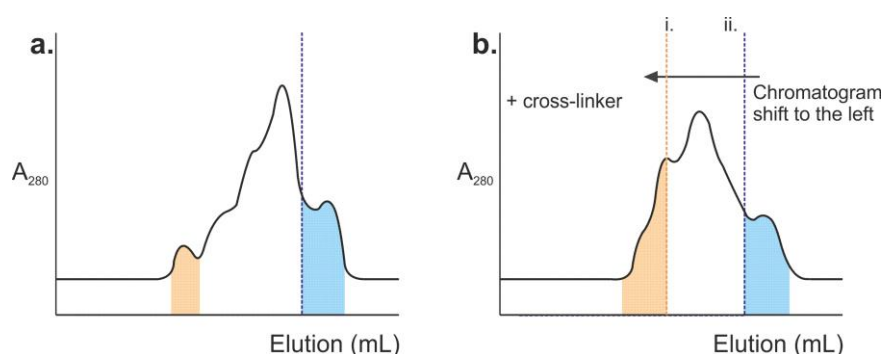 a.
A₂₈₀
Elution (mL)
b.
i.
ii.
+ cross-linker
Chromatogram
shift to the left
A₂₈₀
Elution (mL)